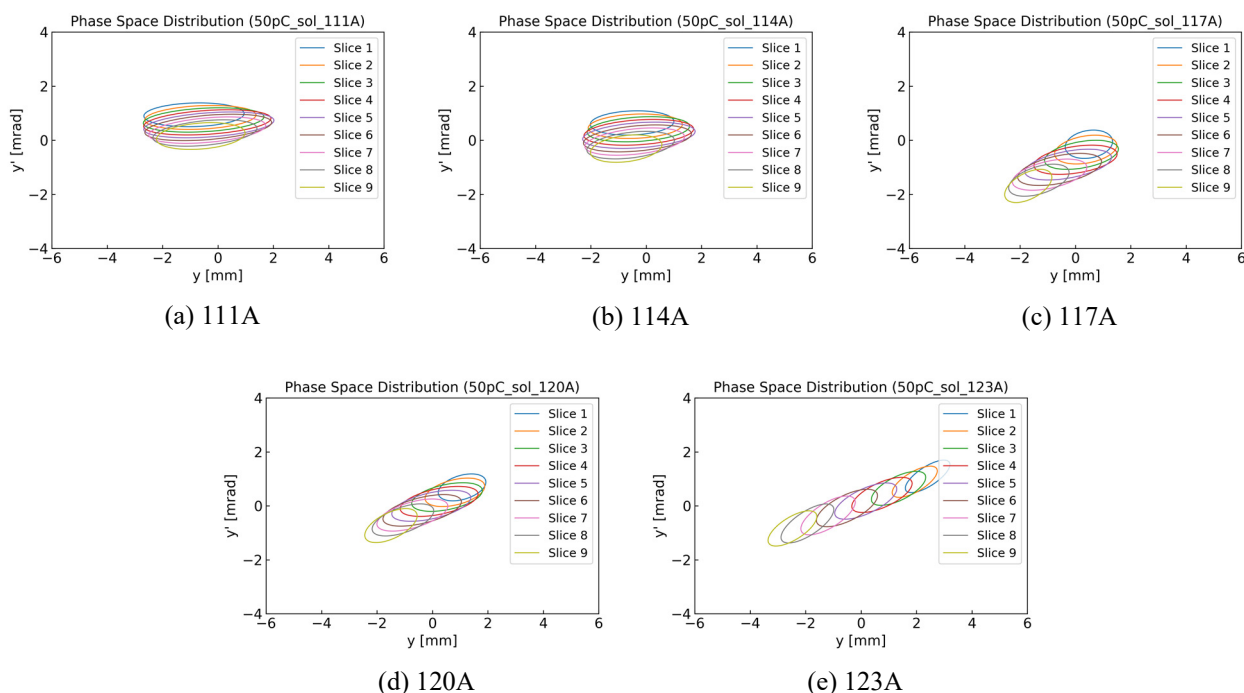 Phase Space Distribution (50pC_sol_111A)
4
2
0
−2
−4
y' [mrad]
−6
−4
−2
0
2
4
6
y [mm]
Slice 1
Slice 2
Slice 3
Slice 4
Slice 5
Slice 6
Slice 7
Slice 8
Slice 9
(a) 111A
Phase Space Distribution (50pC_sol_114A)
4
2
0
−2
−4
y' [mrad]
−6
−4
−2
0
2
4
6
y [mm]
Slice 1
Slice 2
Slice 3
Slice 4
Slice 5
Slice 6
Slice 7
Slice 8
Slice 9
(b) 114A
Phase Space Distribution (50pC_sol_117A)
4
2
0
−2
−4
y' [mrad]
−6
−4
−2
0
2
4
6
y [mm]
Slice 1
Slice 2
Slice 3
Slice 4
Slice 5
Slice 6
Slice 7
Slice 8
Slice 9
(c) 117A
Phase Space Distribution (50pC_sol_120A)
4
2
0
−2
−4
y' [mrad]
−6
−4
−2
0
2
4
6
y [mm]
Slice 1
Slice 2
Slice 3
Slice 4
Slice 5
Slice 6
Slice 7
Slice 8
Slice 9
(d) 120A
Phase Space Distribution (50pC_sol_123A)
4
2
0
−2
−4
y' [mrad]
−6
−4
−2
0
2
4
6
y [mm]
Slice 1
Slice 2
Slice 3
Slice 4
Slice 5
Slice 6
Slice 7
Slice 8
Slice 9
(e) 123A